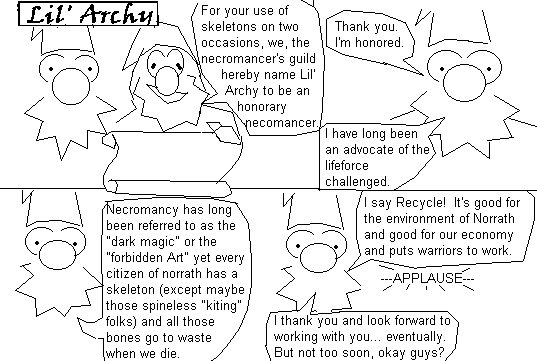 Lil' Archy
For your use of
skeletons on two
occasions, we, the
necromancer's guild
hereby name Lil'
Archy to be an
honorary
necomancer.
Thank you.
I'm honored.
I have long been
an advocate of the
lifeforce
challenged.
Necromancy has long
been referred to as the
"dark magic" or the
"forbidden Art" yet every
citizen of norrath has a
skeleton (except maybe
those spineless "kiting"
folks) and all those
bones go to waste
when we die.
I say Recycle! It's good for
the environment of Norrath
and good for our economy
and puts warriors to work.
---APPLAUSE---
I thank you and look forward to
working with you... eventually.
But not too soon, okay guys?